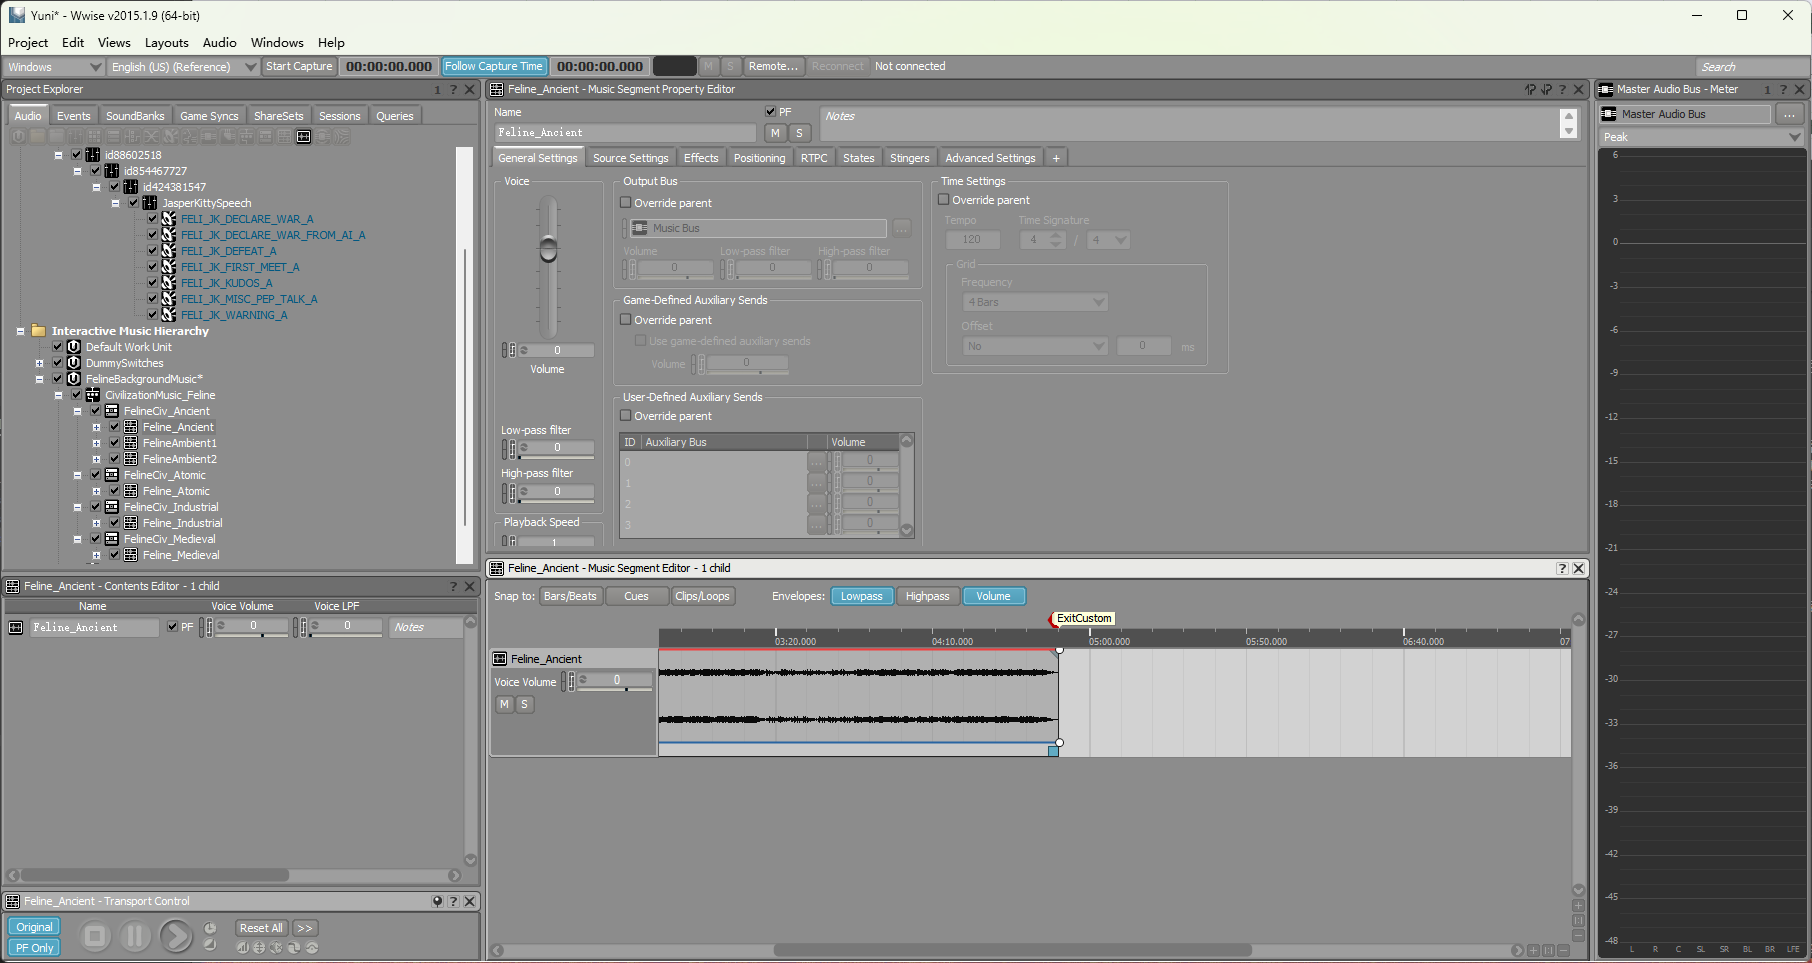 Yuni* - Wwise v2015.1.9 (64-bit)
Project Edit Views Layouts Audio Windows Help
Windows English (US) (Reference) Start Capture 00:00:00.000 Follow Capture Time 00:00:00.000 M S Remote... Reconnect Not connected Search
Project Explorer 1 ?
Audio Events SoundBanks Game Syncs ShareSets Sessions Queries
id88602518
id854467727
id424381547
JasperKittySpeech
FELI_JK_DECLARE_WAR_A
FELI_JK_DECLARE_WAR_FROM_AI_A
FELI_JK_DEFEAT_A
FELI_JK_FIRST_MEET_A
FELI_JK_KUDOS_A
FELI_JK_MISC_PEP_TALK_A
FELI_JK_WARNING_A
Interactive Music Hierarchy
Default Work Unit
DummySwitches
FelineBackgroundMusic*
CivilizationMusic_Feline
FelineCiv_Ancient
Feline_Ancient
FelineAmbient1
FelineAmbient2
FelineCiv_Atomic
Feline_Atomic
FelineCiv_Industrial
Feline_Industrial
FelineCiv_Medieval
Feline_Medieval
Feline_Ancient - Contents Editor - 1 child ?
Name Voice Volume Voice LPF
Feline_Ancient PF 0 0 Notes
Feline_Ancient - Transport Control ?
Original Reset All >>
PF Only
Feline_Ancient - Music Segment Property Editor ?
Name PF Notes
Feline_Ancient M S
General Settings Source Settings Effects Positioning RTPC States Stingers Advanced Settings +
Voice
0
Volume
Low-pass filter
0
High-pass filter
0
Playback Speed
1
Output Bus
Override parent
Music Bus ...
Volume Low-pass filter High-pass filter
0 0 0
Game-Defined Auxiliary Sends
Override parent
Use game-defined auxiliary sends
Volume 0
User-Defined Auxiliary Sends
Override parent
ID Auxiliary Bus Volume
0 ... 0
1 ... 0
2 ... 0
3 ... 0
Time Settings
Override parent
Tempo Time Signature
120 4 / 4
Grid
Frequency
4 Bars
Offset
No 0 ms
Feline_Ancient - Music Segment Editor - 1 child ?
Snap to: Bars/Beats Cues Clips/Loops Envelopes: Lowpass Highpass Volume
ExitCustom
03:20.000 04:10.000 05:00.000 05:50.000 06:40.000 07
Feline_Ancient
Voice Volume 0
M S
Master Audio Bus - Meter 1 ?
Master Audio Bus ...
Peak
6
3
0
-3
-6
-9
-12
-15
-18
-21
-24
-27
-30
-33
-36
-39
-42
-45
-48
L R C SL SR BL BR LFE